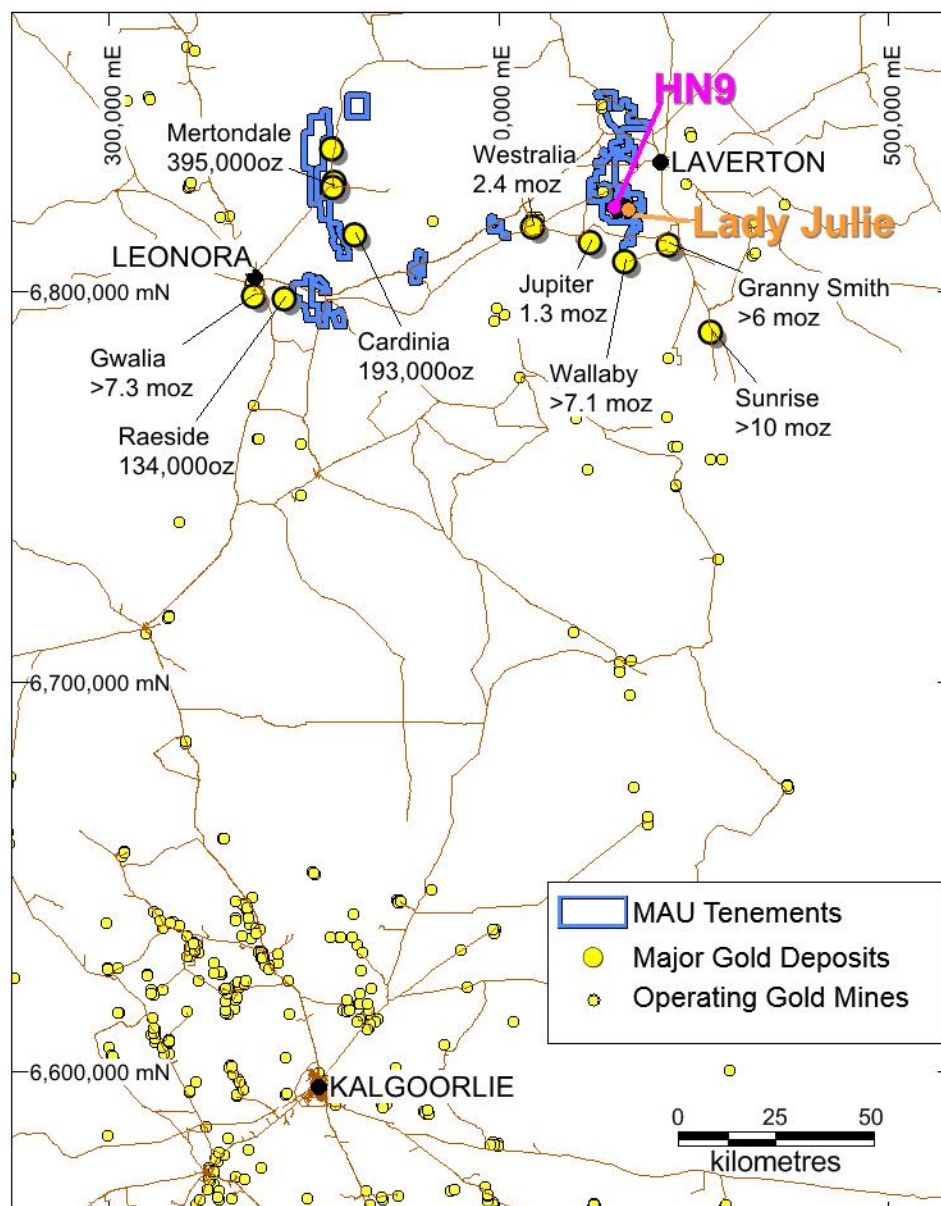 300,000 mE
0,000 mE
500,000 mE
HN9
Mertondale
395,000oz
Westralia
2.4 moz
LAVERTON
Lady Julie
LEONORA
6,800,000 mN
Jupiter
1.3 moz
Granny Smith
>6 moz
Gwalia
>7.3 moz
Cardinia
193,000oz
Wallaby
>7.1 moz
Sunrise
>10 moz
Raeside
134,000oz
6,700,000 mN
MAU Tenements
Major Gold Deposits
Operating Gold Mines
6,600,000 mN
KALGOORLIE
0 25 50
kilometres